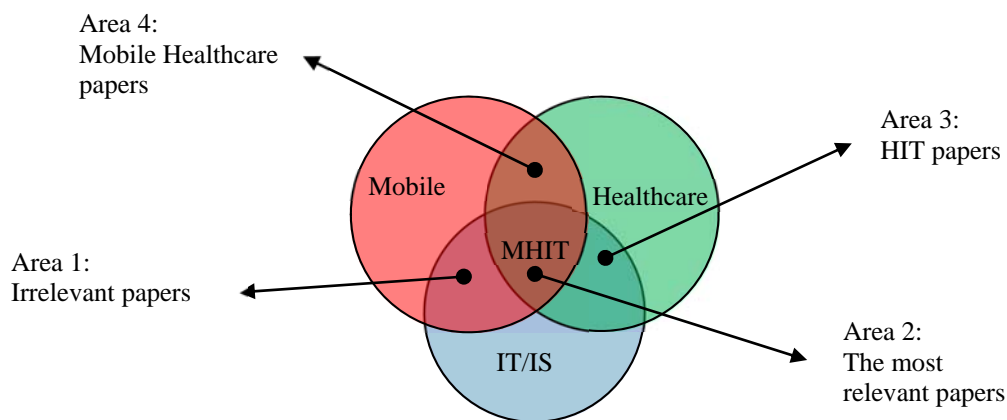 Area 4:
Mobile Healthcare
papers
Area 3:
HIT papers
Mobile
Healthcare
MHIT
Area 1:
Irrelevant papers
IT/IS
Area 2:
The most
relevant papers